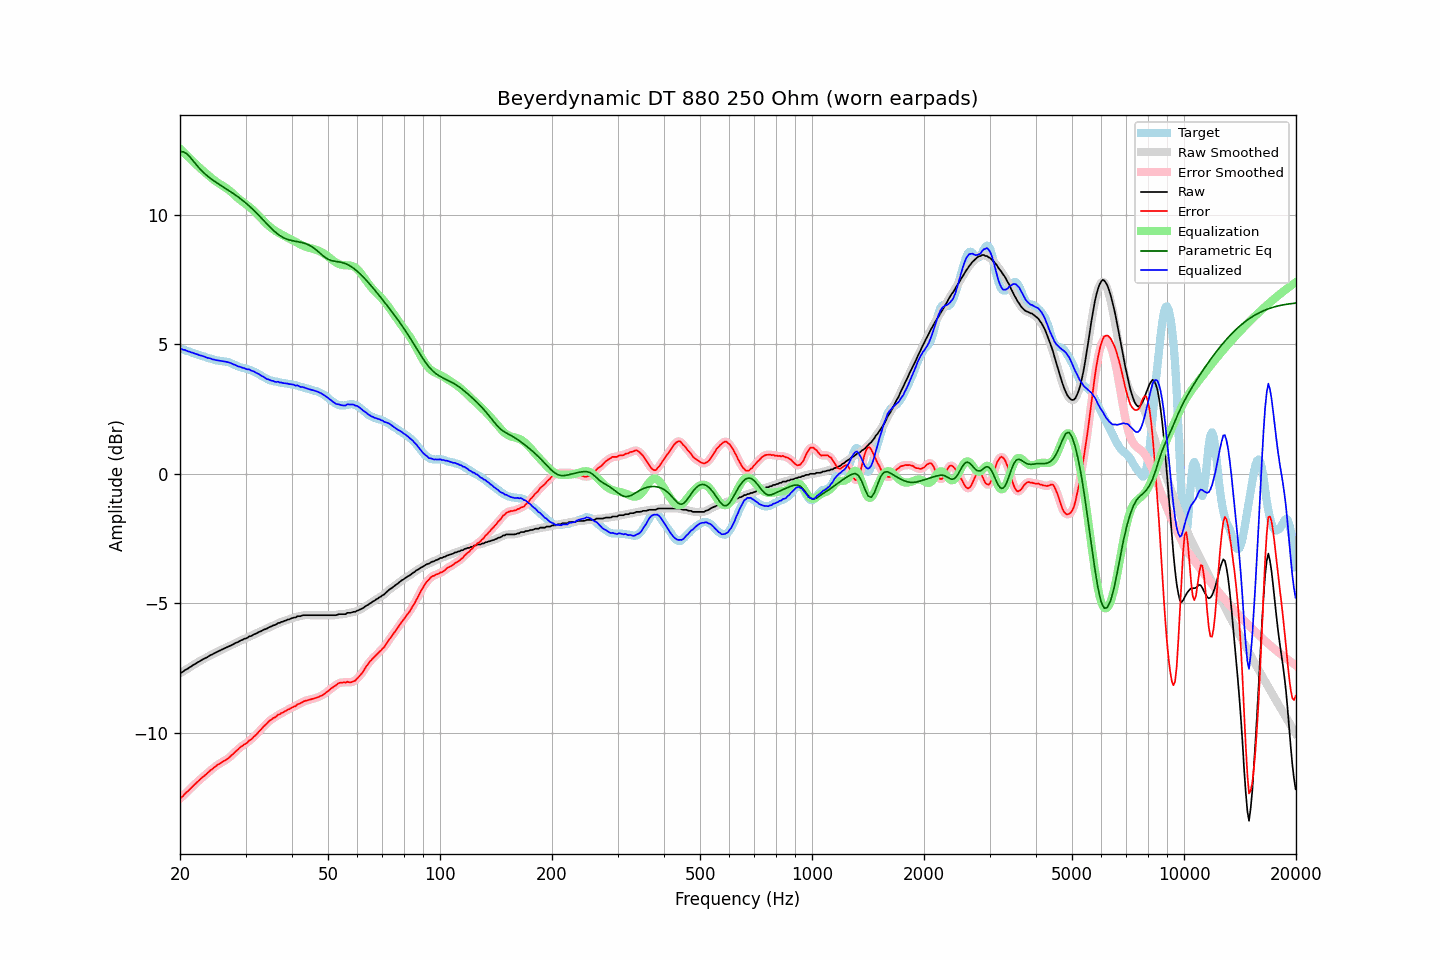 Beyerdynamic DT 880 250 Ohm (worn earpads)
Target
Raw Smoothed
Error Smoothed
Raw
Error
Equalization
Parametric Eq
Equalized
Amplitude (dBr)
10
5
0
−5
−10
20
50
100
200
500
1000
2000
5000
10000
20000
Frequency (Hz)